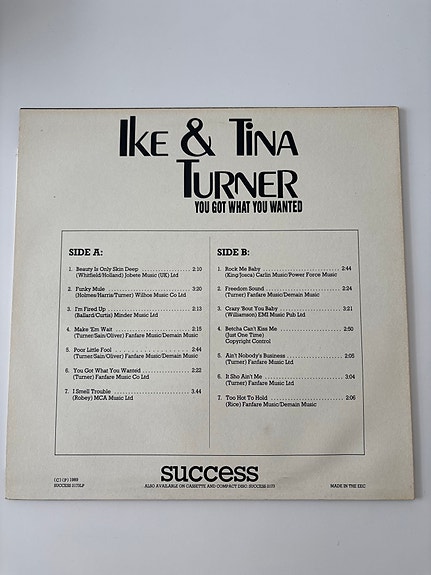 IKE & TINA
TURNER
YOU GOT WHAT YOU WANTED
SIDE A:
1. Beauty Is Only Skin Deep .................. 2:10
(Whitfield/Holland) Jobete Music (UK) Ltd
2. Funky Mule .............................. 3:20
(Holmes/Harris/Turner) Wilhos Music Co Ltd
3. I'm Fired Up ............................. 2:13
(Ballard/Curtis) Minder Music Ltd
4. Make 'Em Wait ........................... 2:15
(Turner/Sain/Oliver) Fanfare Music/Demain Music
5. Poor Little Fool .......................... 2:44
(Turner/Sain/Oliver) Fanfare Music/Demain Music
6. You Got What You Wanted ................. 2:22
(Turner) Fanfare Music Co Ltd
7. I Smell Trouble ........................... 3.44
(Robey) MCA Music Ltd
SIDE B:
1. Rock Me Baby ............................ 2:44
(King/Josca) Carlin Music/Power Force Music
2. Freedom Sound ........................... 2:24
(Turner) Fanfare Music/Demain Music
3. Crazy 'Bout You Baby ...................... 3:21
(Williamson) EMI Music Pub Ltd
4. Betcha Can't Kiss Me ...................... 2:50
(Just One Time)
Copyright Control
5. Ain't Nobody's Business .................... 2:05
(Turner) Fanfare Music Ltd
6. It Sho Ain't Me ........................... 3:04
(Turner) Fanfare Music Ltd
7. Too Hot To Hold .......................... 2:06
(Rice) Fanfare Music/Demain Music
success
(C) (P) 1989
SUCCESS
ALSO AVAILABLE ON CASSETTE AND COMPACT DISC: SUCCESS
MADE IN THE EEC